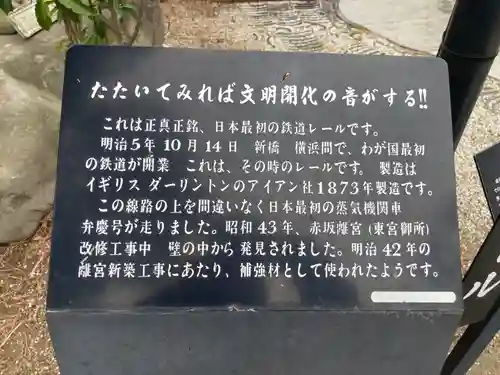 たたいてみれば文明開化の音がする!!
これは正真正銘、日本最初の鉄道レールです。
明治5年10月14日 新橋 横浜間で、わが国最初
の鉄道が開業 これは、その時のレールです。 製造は
イギリス ダーリントンのアイアン社1873年製造です。
この線路の上を間違いなく日本最初の蒸気機関車
弁慶号が走りました。昭和43年、赤坂離宮(東宮御所)
改修工事中 壁の中から発見されました。明治42年の
離宮新築工事にあたり、補強材として使われたようです。
ル